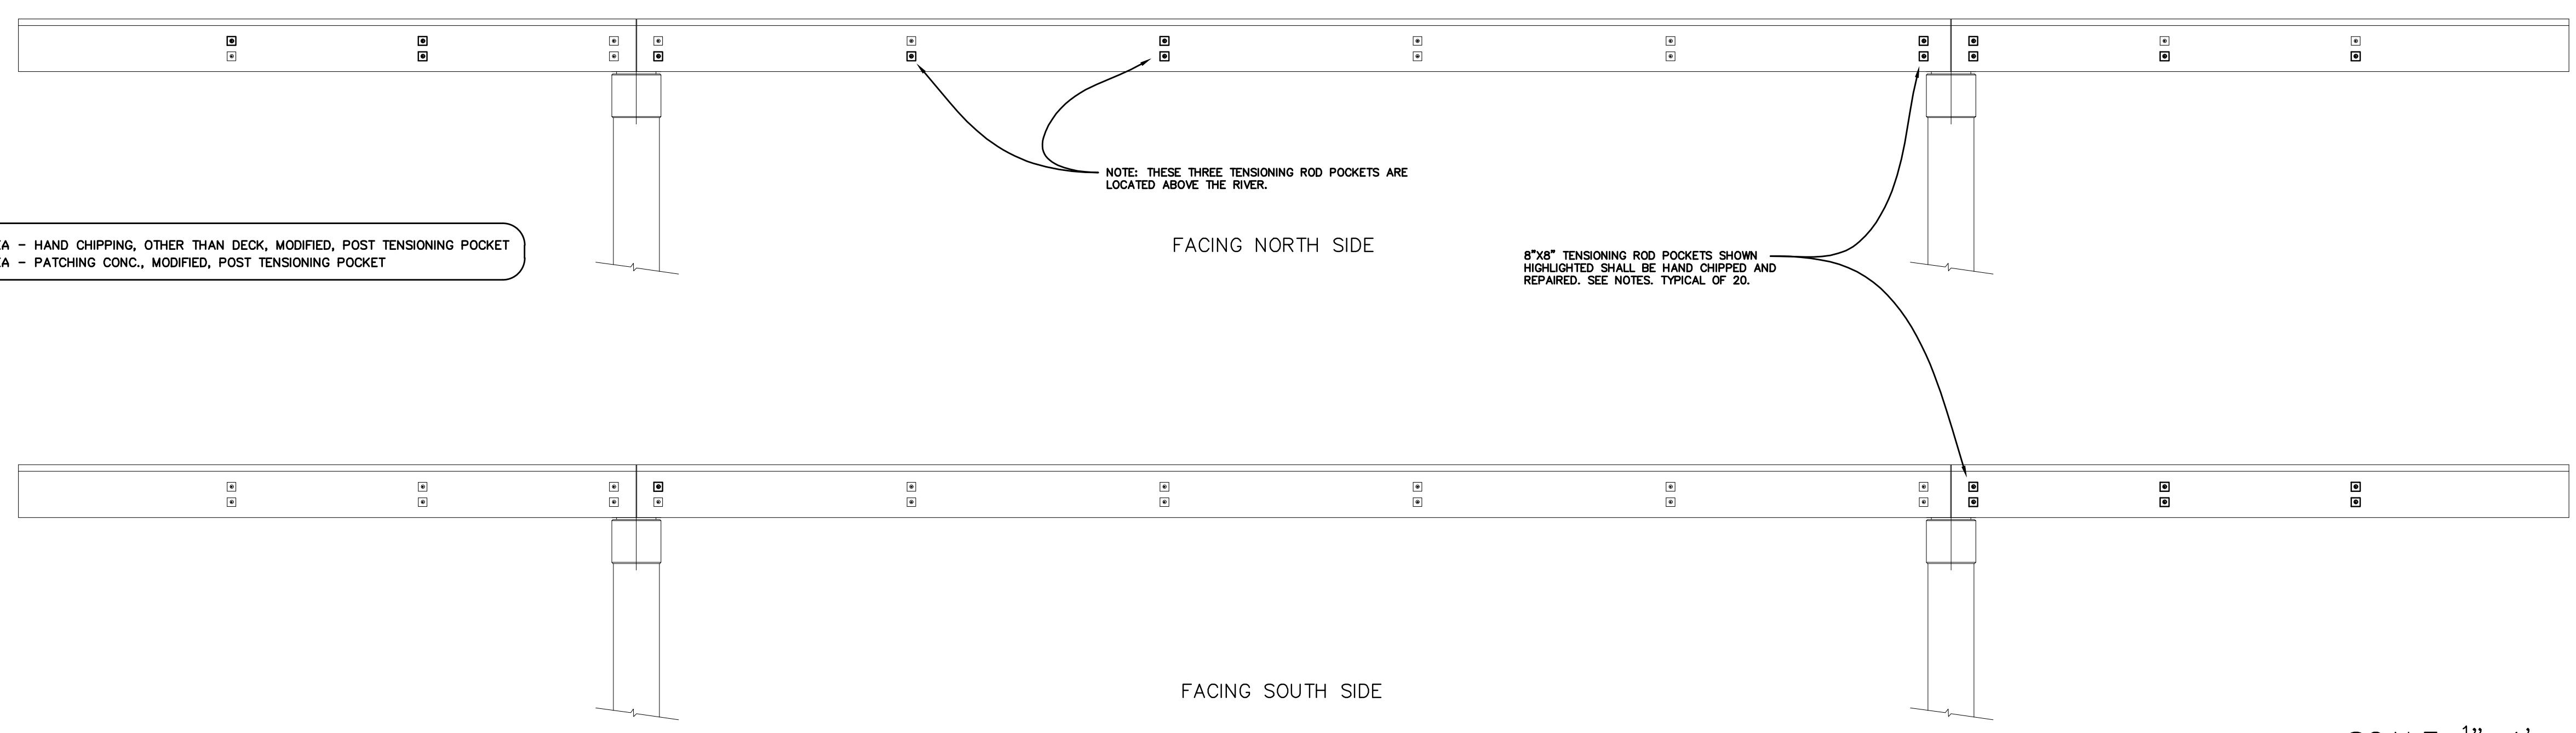 NOTE: THESE THREE TENSIONING ROD POCKETS ARE
LOCATED ABOVE THE RIVER.
- HAND CHIPPING, OTHER THAN DECK, MODIFIED, POST TENSIONING POCKET
- PATCHING CONC., MODIFIED, POST TENSIONING POCKET
FACING NORTH SIDE
8"X8" TENSIONING ROD POCKETS SHOWN
HIGHLIGHTED SHALL BE HAND CHIPPED AND
REPAIRED. SEE NOTES. TYPICAL OF 20.
FACING SOUTH SIDE